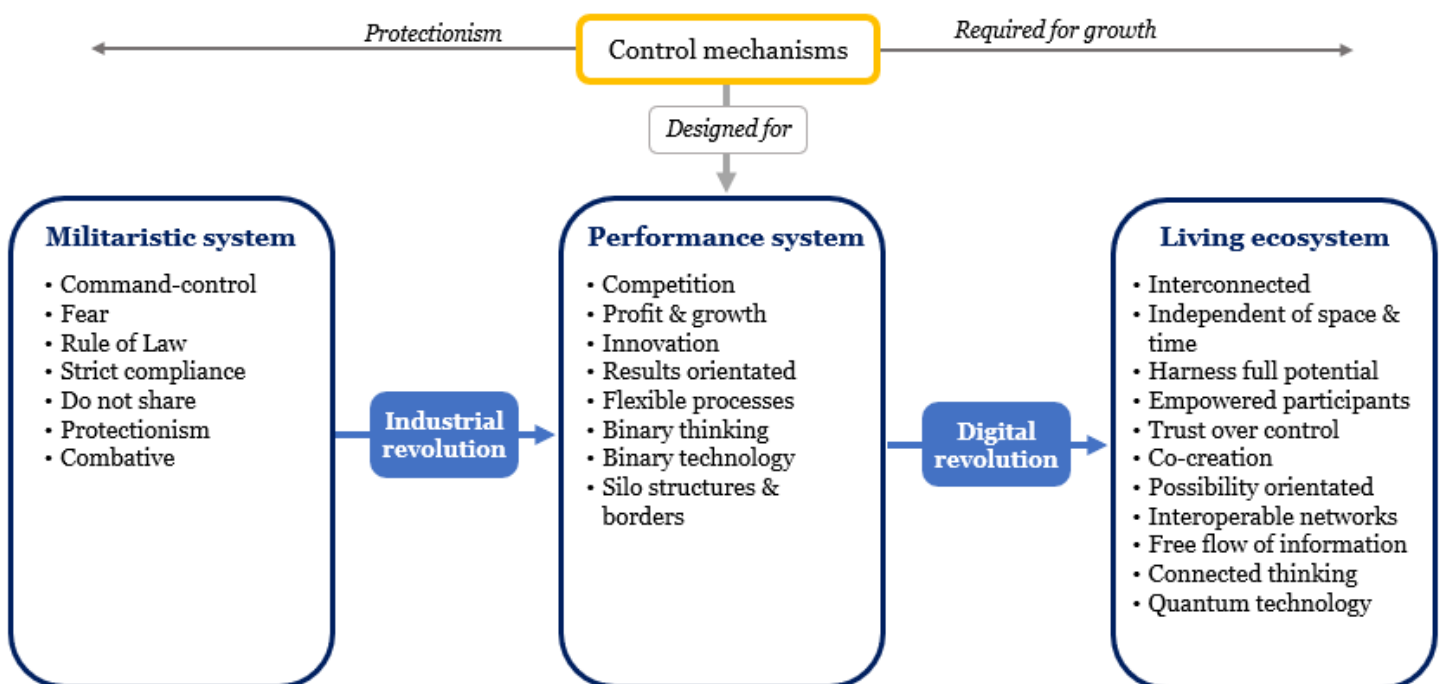 Protectionism
Control mechanisms
Required for growth
Designed for
Militaristic system
• Command-control
• Fear
• Rule of Law
• Strict compliance
• Do not share
• Protectionism
• Combative
Industrial
revolution
Performance system
• Competition
• Profit & growth
• Innovation
• Results orientated
• Flexible processes
• Binary thinking
• Binary technology
• Silo structures &
borders
Digital
revolution
Living ecosystem
• Interconnected
• Independent of space &
time
• Harness full potential
• Empowered participants
• Trust over control
• Co-creation
• Possibility orientated
• Interoperable networks
• Free flow of information
• Connected thinking
• Quantum technology